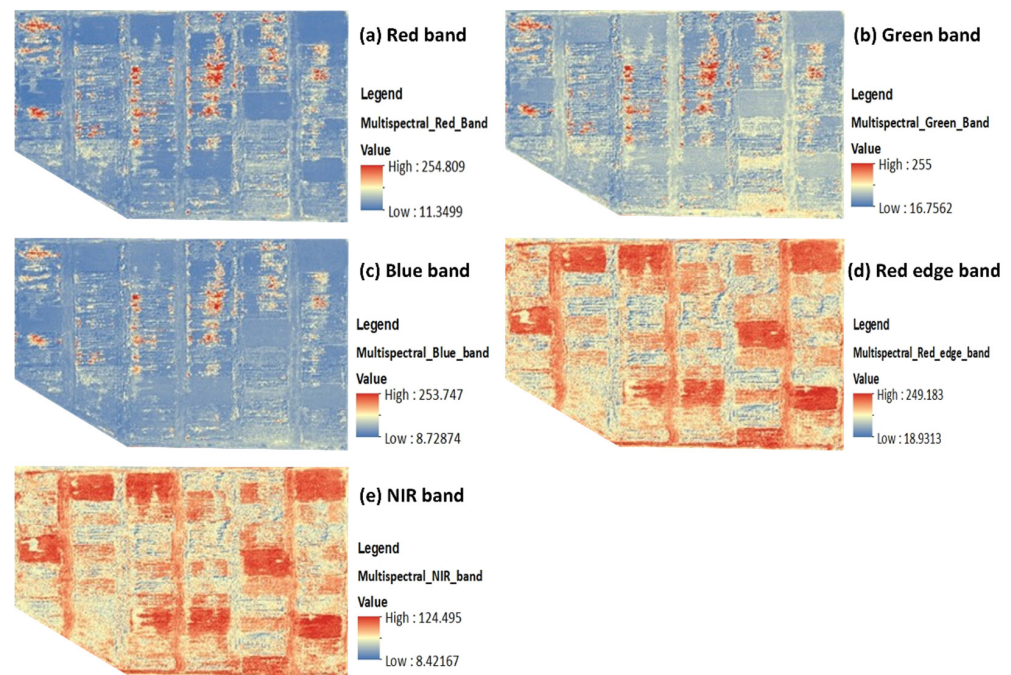 (a) Red band
Legend
Multispectral_Red_Band
Value
High : 254.809
Low : 11.3499
(b) Green band
Legend
Multispectral_Green_Band
Value
High : 255
Low : 16.7562
(c) Blue band
Legend
Multispectral_Blue_band
Value
High : 253.747
Low : 8.72874
(d) Red edge band
Legend
Multispectral_Red_edge_band
Value
High : 249.183
Low : 18.9313
(e) NIR band
Legend
Multispectral_NIR_band
Value
High : 124.495
Low : 8.42167